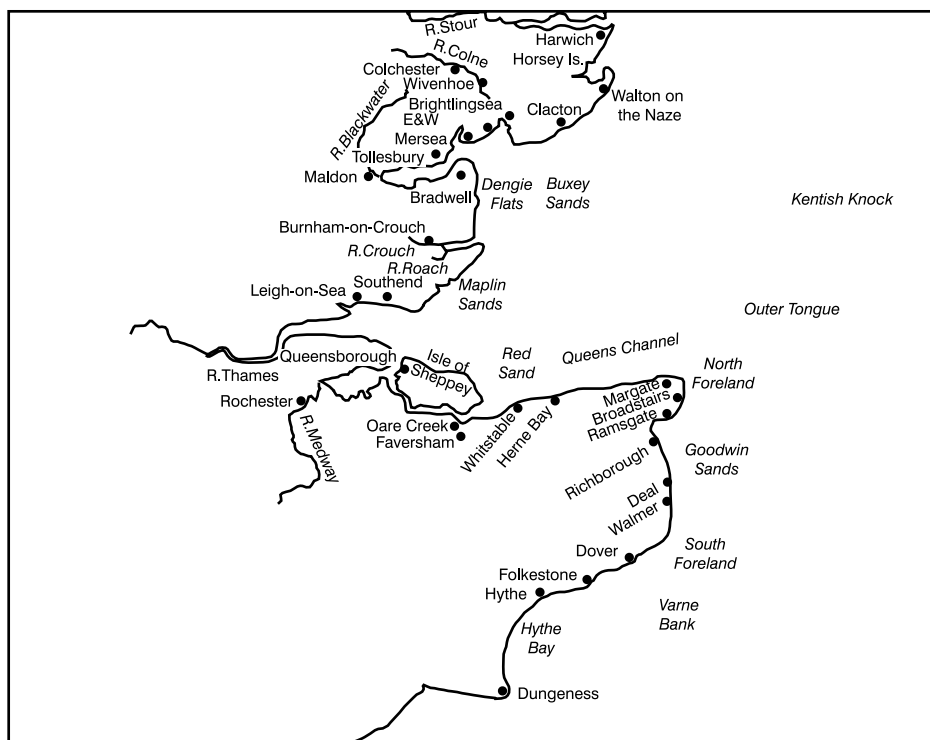 R.Stour
Harwich
R.Colne
Horsey Is.
Colchester
Wivenhoe
Walton on
the Naze
R.Blackwater
Brightlingsea
Clacton
E&W
Mersea
Tollesbury
Maldon
Bradwell
Dengie
Flats
Buxey
Sands
Kentish Knock
Burnham-on-Crouch
R.Crouch
R.Roach
Leigh-on-Sea
Southend
Maplin
Sands
Outer Tongue
Queensborough
Isle of
Sheppey
Red
Sand
Queens Channel
North
Foreland
R.Thames
Rochester
R.Medway
Oare Creek
Faversham
Whitstable
Herne Bay
Margate
Broadstairs
Ramsgate
Richborough
Goodwin
Sands
Deal
Walmer
Dover
South
Foreland
Folkestone
Hythe
Varne
Bank
Hythe
Bay
Dungeness